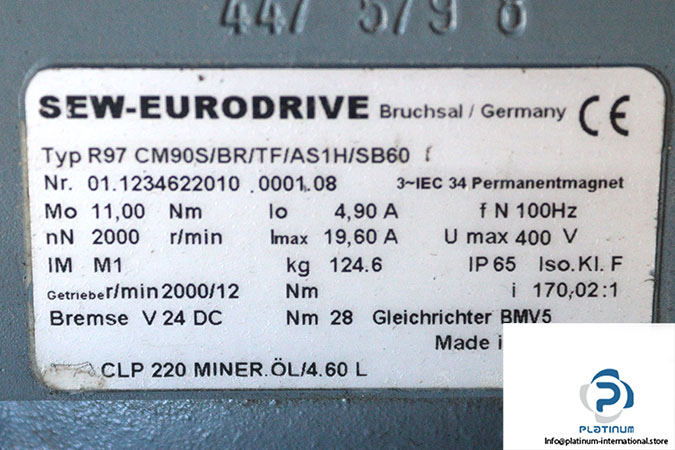 447 579 8
SEW-EURODRIVE Bruchsal / Germany CE
Typ R97 CM90S/BR/TF/AS1H/SB60
Nr. 01.1234622010 .0001.08 3~IEC 34 Permanentmagnet
Mo 11,00 Nm Io 4,90 A f N 100Hz
nN 2000 r/min Imax 19,60 A U max 400 V
IM M1 kg 124.6 IP 65 Iso.Kl. F
Getriebe r/min 2000/12 Nm i 170,02:1
Bremse V 24 DC Nm 28 Gleichrichter BMV5
Made i
CLP 220 MINER.ÖL/4.60 L
PLATINUM
Info@platinum-international.store